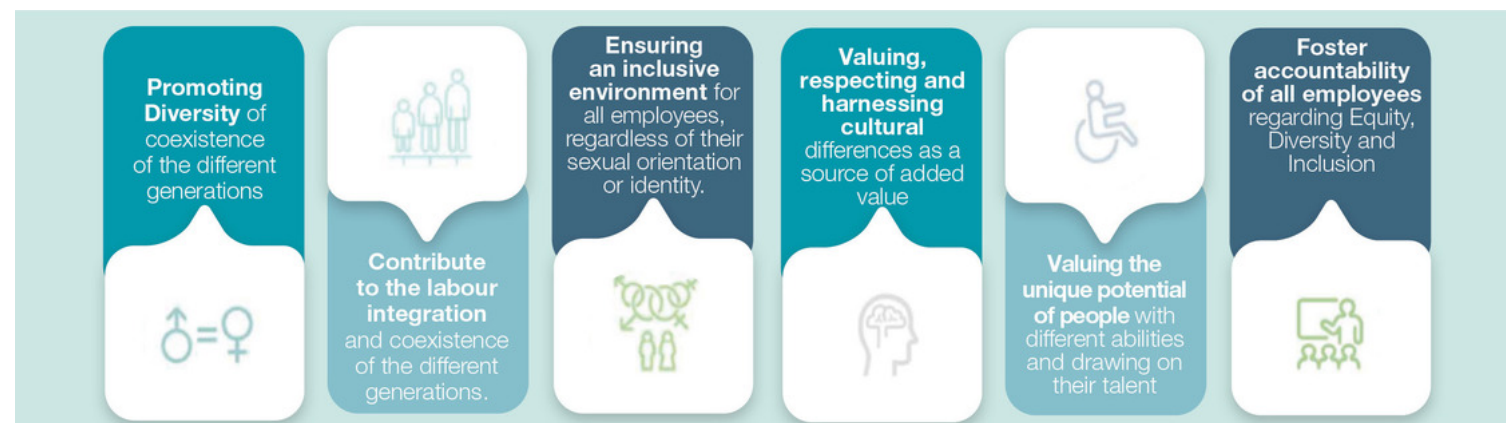 Promoting
Diversity of
coexistence
of the different
generations
Contribute
to the labour
integration
and coexistence
of the different
generations.
Ensuring
an inclusive
environment for
all employees,
regardless of their
sexual orientation
or identity.
Valuing,
respecting and
harnessing
cultural
differences as a
source of added
value
Valuing the
unique potential
of people with
different abilities
and drawing on
their talent
Foster
accountability
of all employees
regarding Equity,
Diversity and
Inclusion